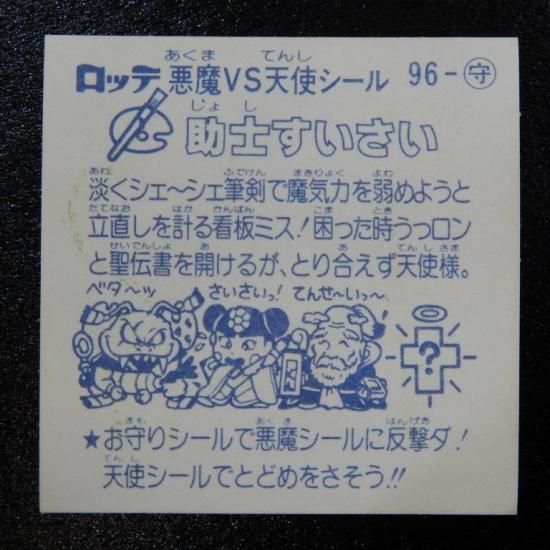 あくま てんし
ロッテ 悪魔VS天使シール 96-守
じょ し
助士すいさい
あわ ふでけん まきりょく よわ
淡くシェ〜シェ筆剣で魔気力を弱めようと
たてなお はか かんばん こま とき
立直しを計る看板ミス!困った時うっロン
せいでんしょ あ あ てんしさま
と聖伝書を開けるが、とり合えず天使様。
ベタ〜ッ さいさいっ! てんせ〜いっ〜
?
まも あくま はんげき
★お守りシールで悪魔シールに反撃ダ!
てんし
天使シールでとどめをさそう!!